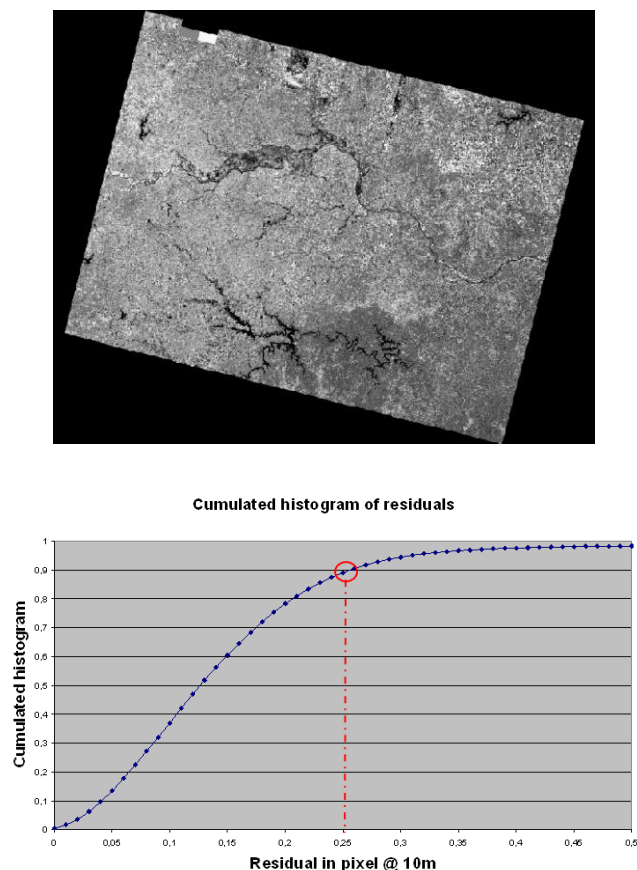 Cumulated histogram of residuals
1
0,9
0,8
0,7
0,6
0,5
0,4
0,3
0,2
0,1
0
Cumulated histogram
0 0,05 0,1 0,15 0,2 0,25 0,3 0,35 0,4 0,45 0,5
Residual in pixel @ 10m